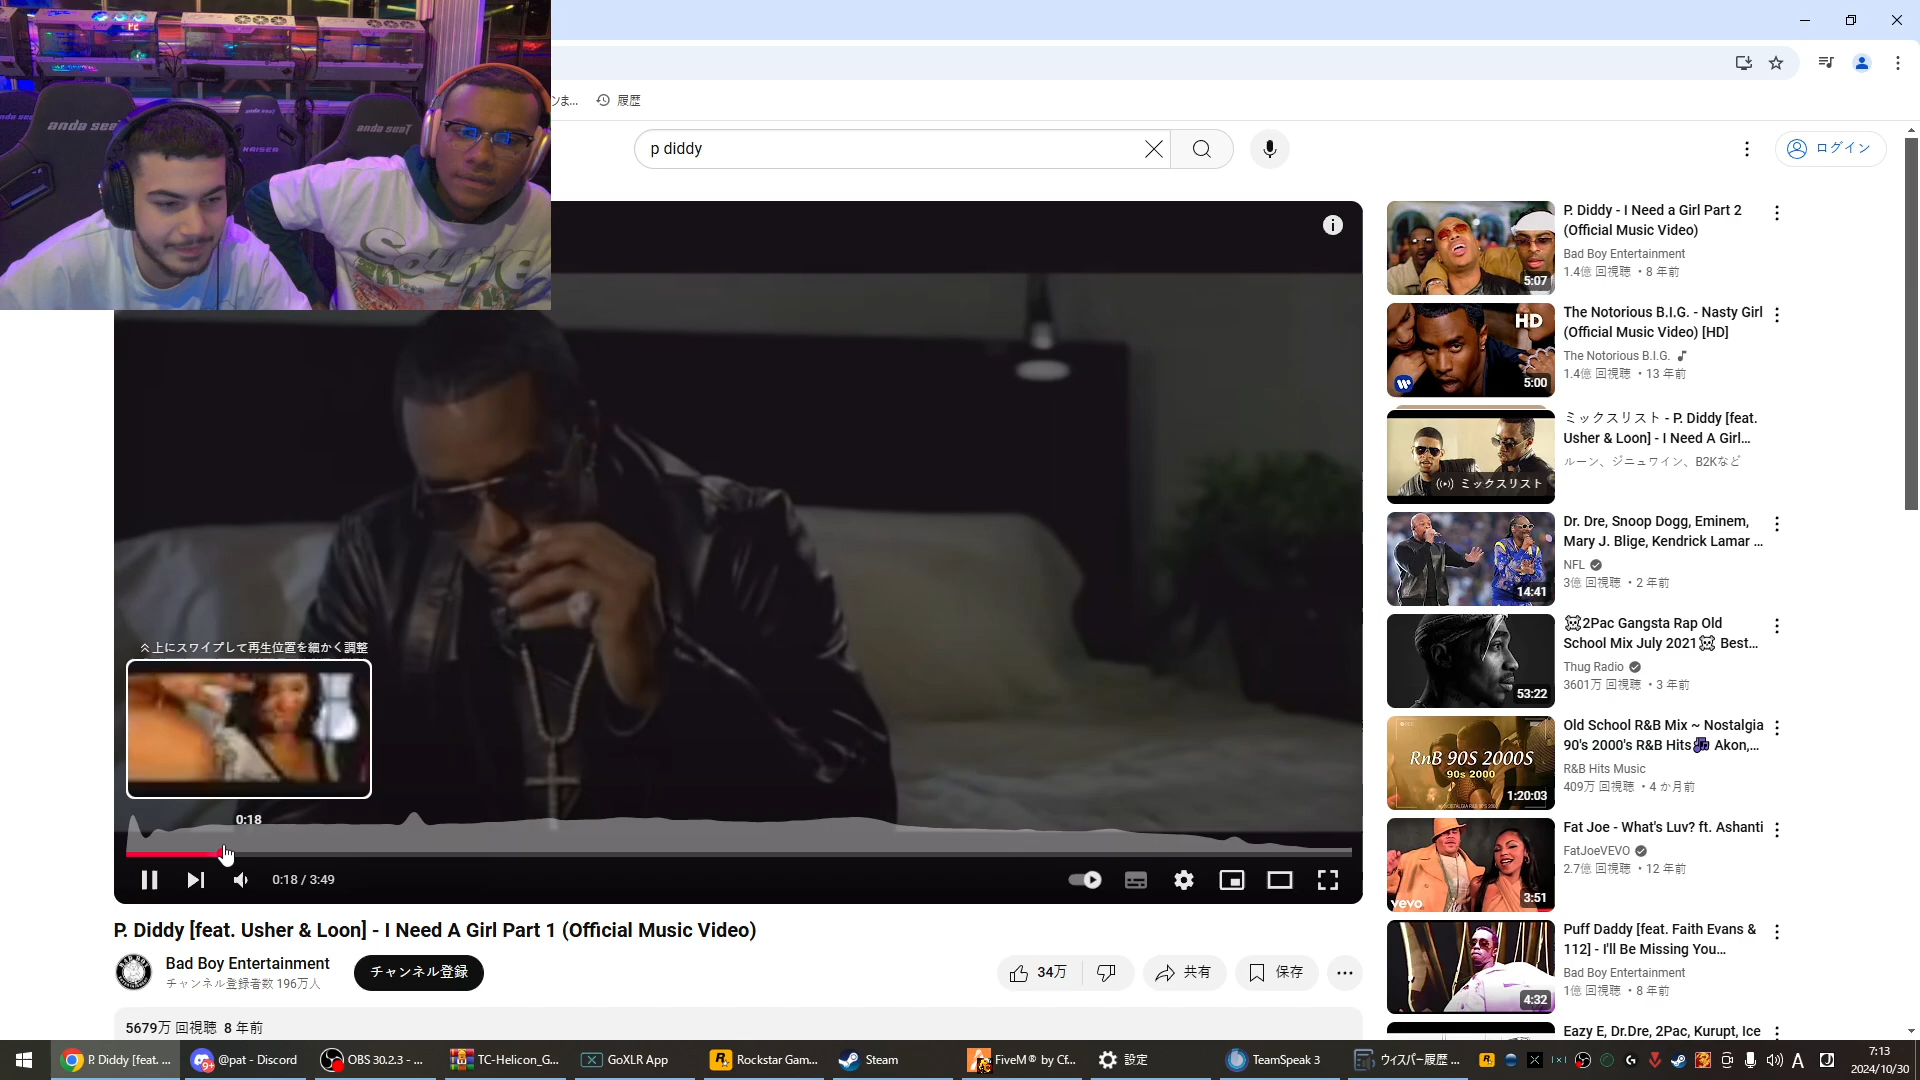 anda seaT
anda seaT
KAISER
履歴
p diddy
ログイン
上にスワイプして再生位置を細かく調整
0:18
0:18 / 3:49
P. Diddy [feat. Usher & Loon] - I Need A Girl Part 1 (Official Music Video)
Bad Boy Entertainment
チャンネル登録者数 196万人
チャンネル登録
34万
共有
保存
5679万 回視聴 8 年前
P. Diddy - I Need a Girl Part 2
(Official Music Video)
Bad Boy Entertainment
1.4億 回視聴 ・8 年前
5:07
The Notorious B.I.G. - Nasty Girl
(Official Music Video) [HD]
The Notorious B.I.G.
1.4億 回視聴 ・13 年前
HD
5:00
ミックスリスト - P. Diddy [feat.
Usher & Loon] - I Need A Girl...
ルーン、ジニュワイン、B2Kなど
ミックスリスト
Dr. Dre, Snoop Dogg, Eminem,
Mary J. Blige, Kendrick Lamar ...
NFL
3億 回視聴 ・2 年前
14:41
☠2Pac Gangsta Rap Old
School Mix July 2021☠ Best...
Thug Radio
3601万 回視聴 ・3 年前
53:22
Old School R&B Mix ~ Nostalgia
90's 2000's R&B Hits🎶 Akon,...
R&B Hits Music
409万 回視聴 ・4 か月前
RnB 90S 2000S
90s 2000
1:20:03
Fat Joe - What's Luv? ft. Ashanti
FatJoeVEVO
2.7億 回視聴 ・12 年前
vevo
3:51
Puff Daddy [feat. Faith Evans &
112] - I'll Be Missing You...
Bad Boy Entertainment
1億 回視聴 ・8 年前
4:32
Eazy E, Dr.Dre, 2Pac, Kurupt, Ice
P. Diddy [feat. ...
@pat - Discord
OBS 30.2.3 - ...
TC-Helicon_G...
GoXLR App
Rockstar Gam...
Steam
FiveM® by Cf...
設定
TeamSpeak 3
ウィスパー履歴 ...
A
7:13
2024/10/30